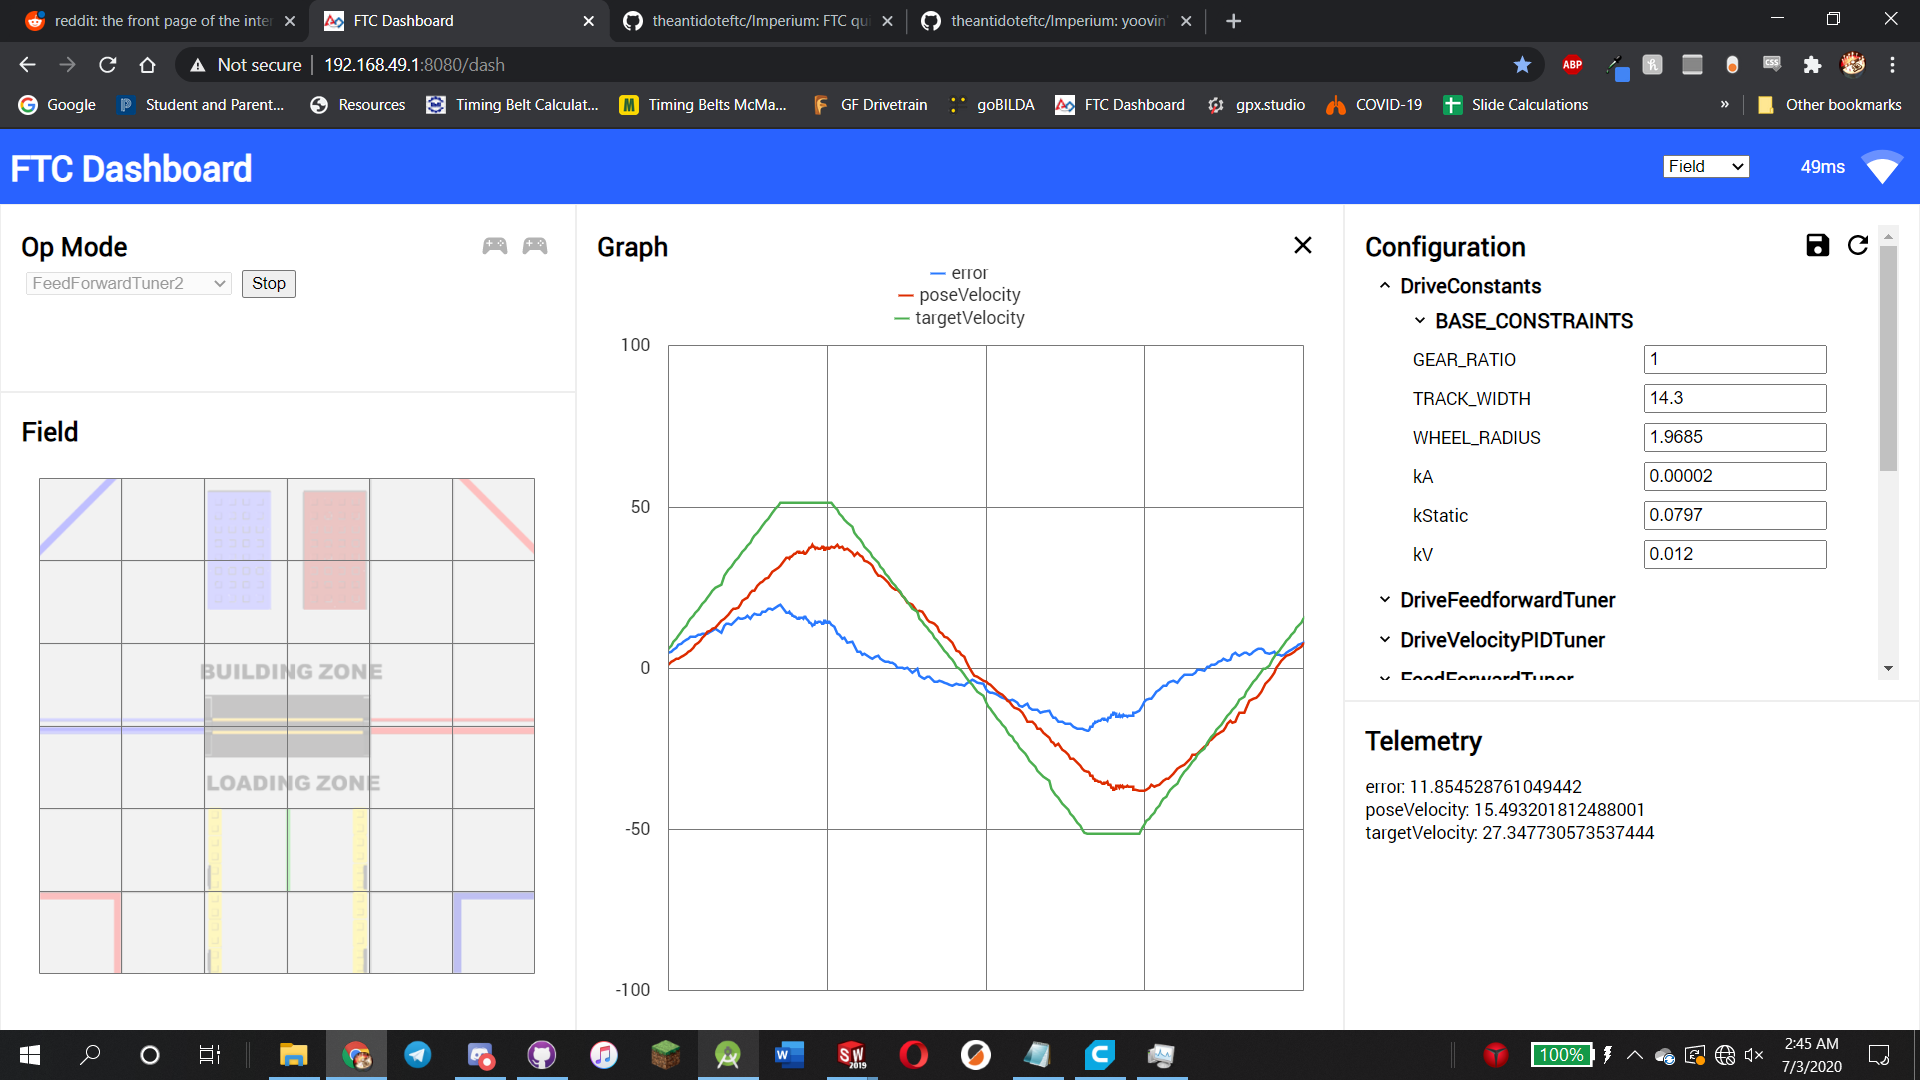 reddit: the front page of the inter
FTC Dashboard
theantidoteftc/Imperium: FTC qui
theantidoteftc/Imperium: yoovin'
Not secure
192.168.49.1:8080/dash
ABP
CSS
Google
Student and Parent...
Resources
Timing Belt Calculat...
Timing Belts McMa...
GF Drivetrain
goBILDA
FTC Dashboard
gpx.studio
COVID-19
Slide Calculations
»
Other bookmarks
FTC Dashboard
Field
49ms
Op Mode
FeedForwardTuner2
Stop
Field
BUILDING ZONE
LOADING ZONE
Graph
error
poseVelocity
targetVelocity
100
50
0
-50
-100
Configuration
DriveConstants
BASE_CONSTRAINTS
GEAR_RATIO 1
TRACK_WIDTH 14.3
WHEEL_RADIUS 1.9685
kA 0.00002
kStatic 0.0797
kV 0.012
DriveFeedforwardTuner
DriveVelocityPIDTuner
FeedForwardTuner
Telemetry
error: 11.854528761049442
poseVelocity: 15.493201812488001
targetVelocity: 27.347730573537444
SW
2019
100%
2:45 AM
7/3/2020